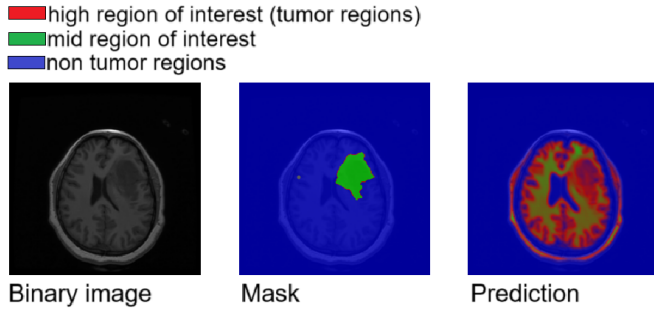 high region of interest (tumor regions)
mid region of interest
non tumor regions
Binary image
Mask
Prediction